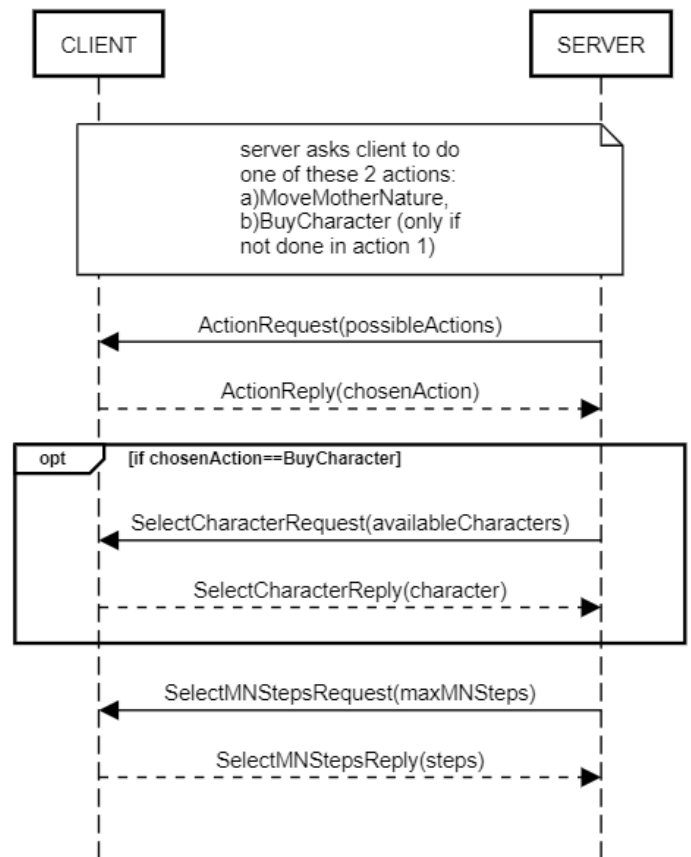 CLIENT
SERVER
server asks client to do
one of these 2 actions:
a)MoveMotherNature,
b)BuyCharacter (only if
not done in action 1)
ActionRequest(possibleActions)
ActionReply(chosenAction)
opt
[if chosenAction==BuyCharacter]
SelectCharacterRequest(availableCharacters)
SelectCharacterReply(character)
SelectMNStepsRequest(maxMNSteps)
SelectMNStepsReply(steps)